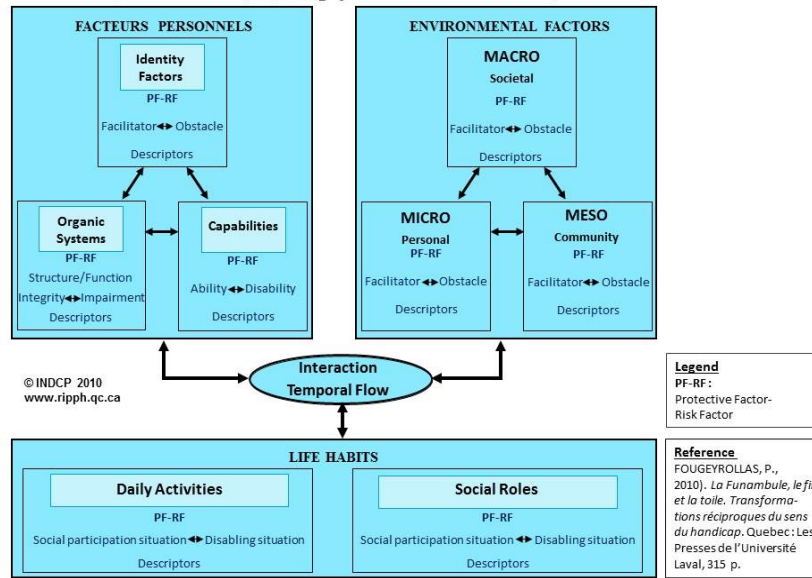 FACTEURS PERSONNELS
Identity
Factors
PF-RF
Facilitator◄►Obstacle
Descriptors
Organic
Systems
PF-RF
Structure/Function
Integrity◄►Impairment
Descriptors
Capabilities
PF-RF
Ability◄►Disability
Descriptors
ENVIRONMENTAL FACTORS
MACRO
Societal
PF-RF
Facilitator◄►Obstacle
Descriptors
MICRO
Personal
PF-RF
Facilitator◄►Obstacle
Descriptors
MESO
Community
PF-RF
Facilitator◄►Obstacle
Descriptors
Interaction
Temporal Flow
© INDCP 2010
www.ripph.qc.ca
Legend
PF-RF :
Protective Factor-
Risk Factor
LIFE HABITS
Daily Activities
PF-RF
Social participation situation ◄► Disabling situation
Descriptors
Social Roles
PF-RF
Social participation situation ◄► Disabling situation
Descriptors
Reference
FOUGEYROLLAS, P.,
2010). La Funambule, le fil
et la toile. Transforma-
tions réciproques du sens
du handicap. Quebec : Les
Presses de l'Université
Laval, 315 p.